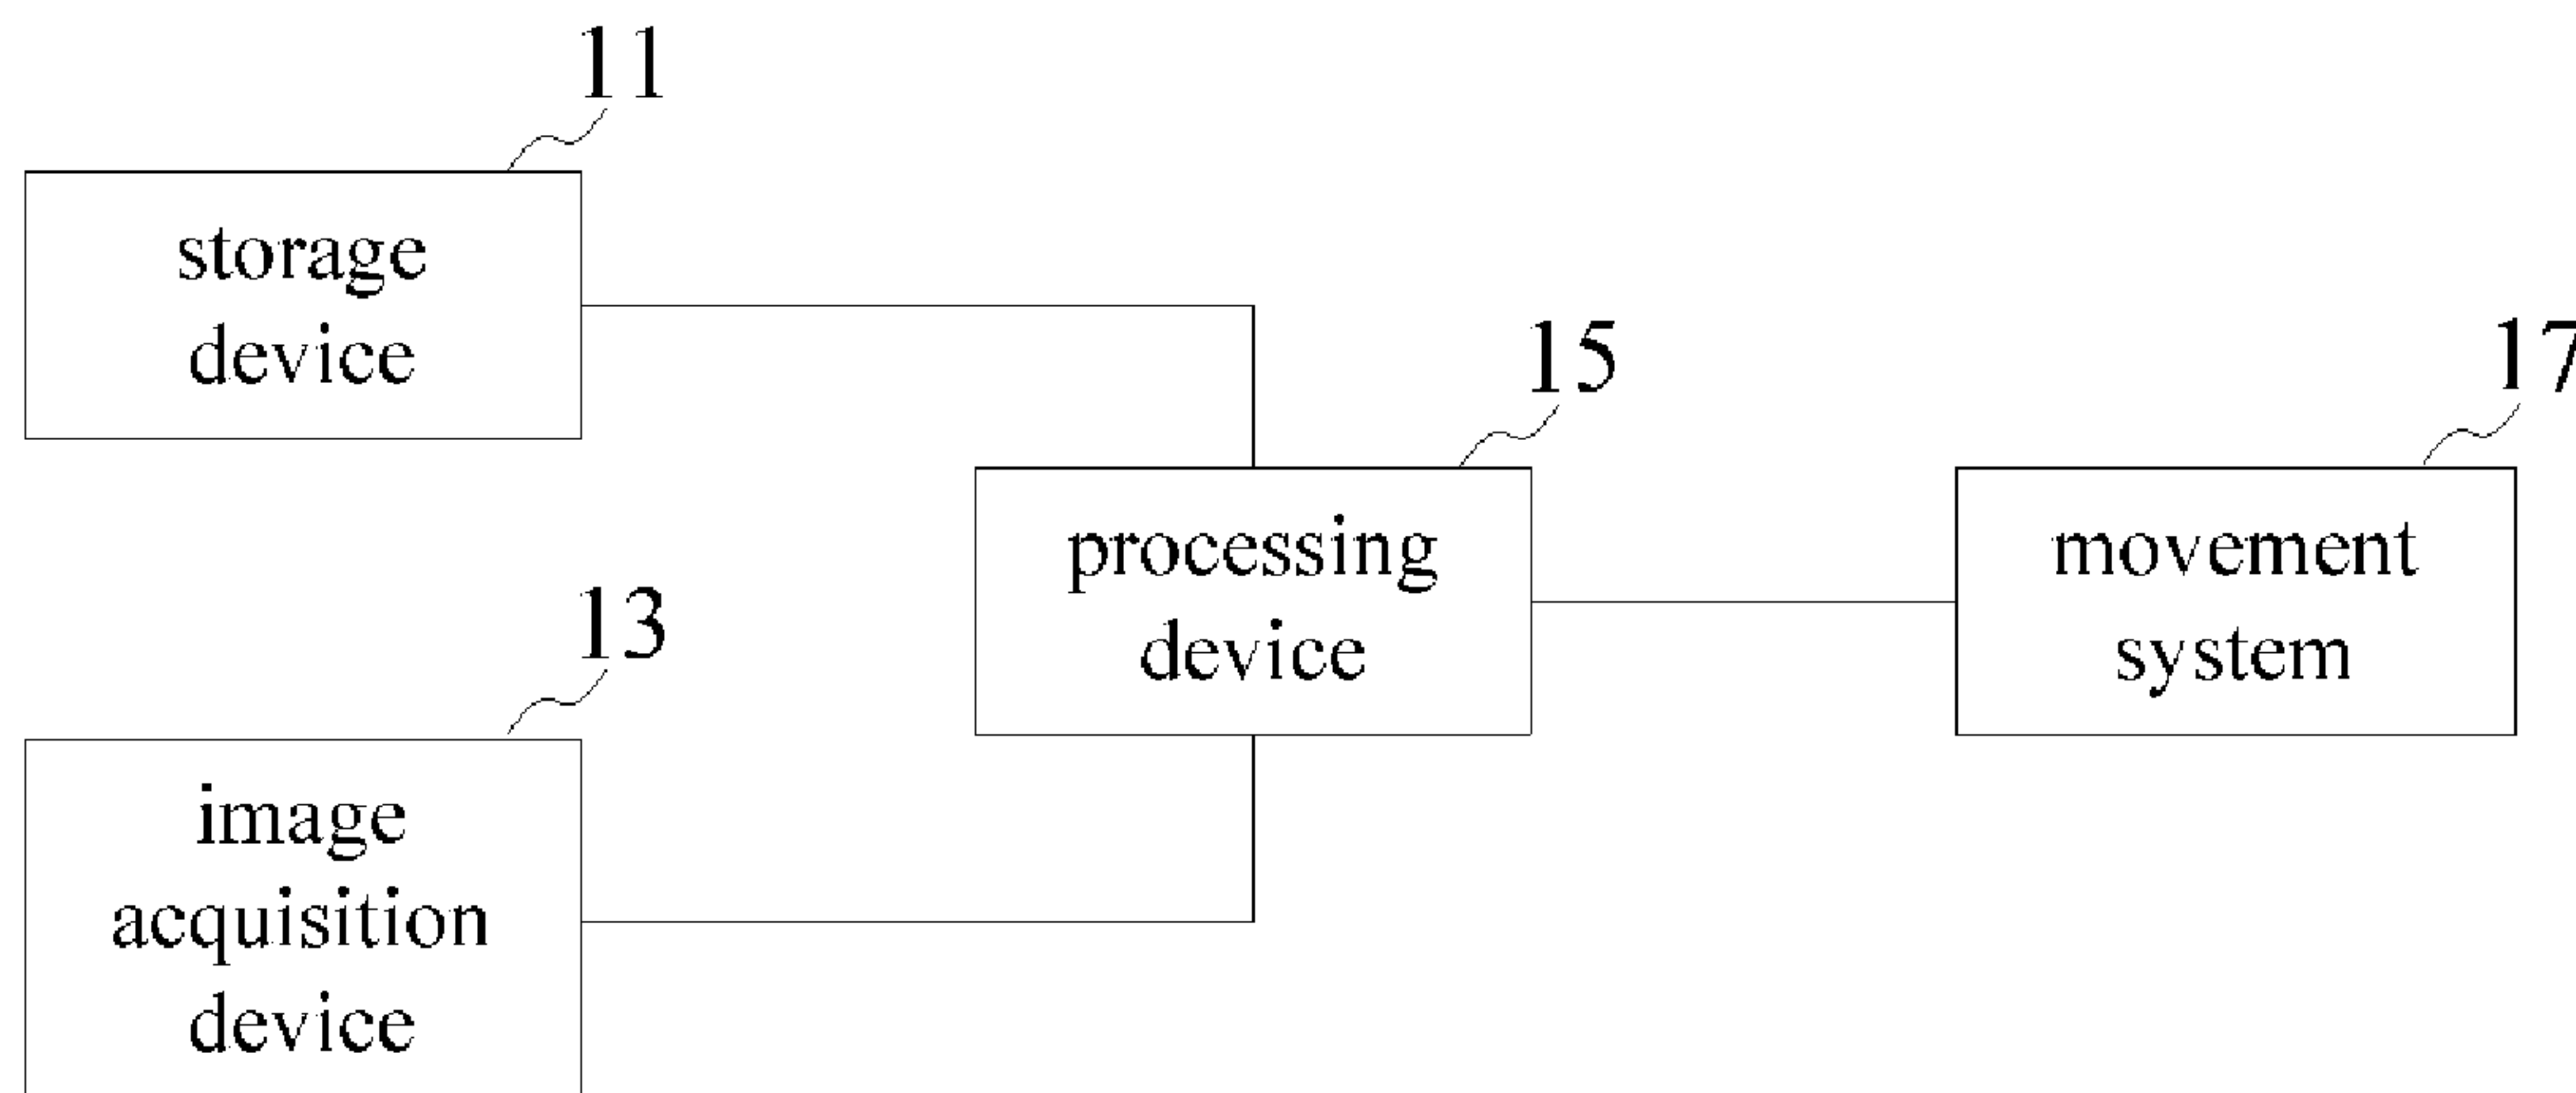 11
storage
device
15
processing
device
17
movement
system
13
image
acquisition
device